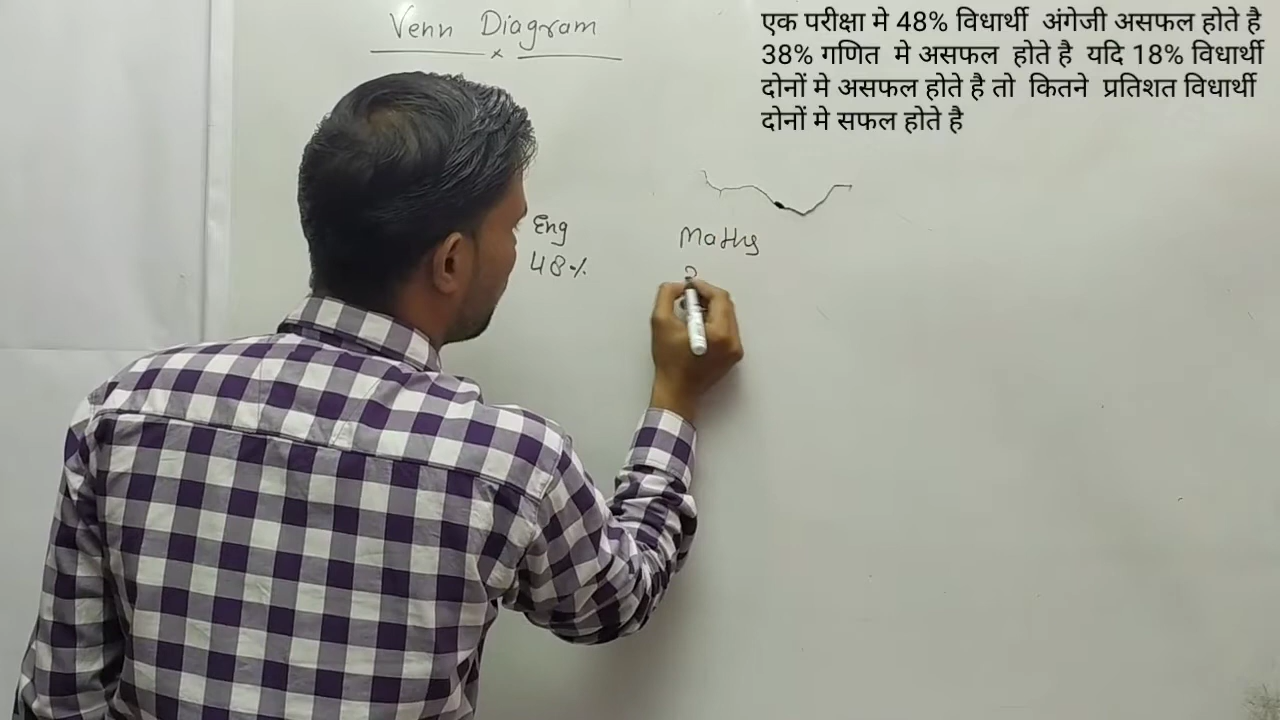 Venn Diagram
एक परीक्षा मे 48% विधार्थी अंगेजी असफल होते है
38% गणित मे असफल होते है यदि 18% विधार्थी
दोनों मे असफल होते है तो कितने प्रतिशत विधार्थी
दोनों मे सफल होते है
Eng
Maths
48%